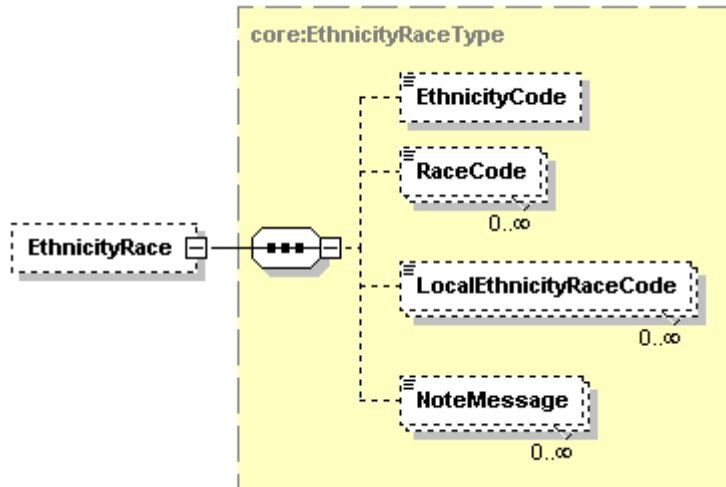 core:EthnicityRaceType
EthnicityCode
RaceCode
0..∞
EthnicityRace
LocalEthnicityRaceCode
0..∞
NoteMessage
0..∞